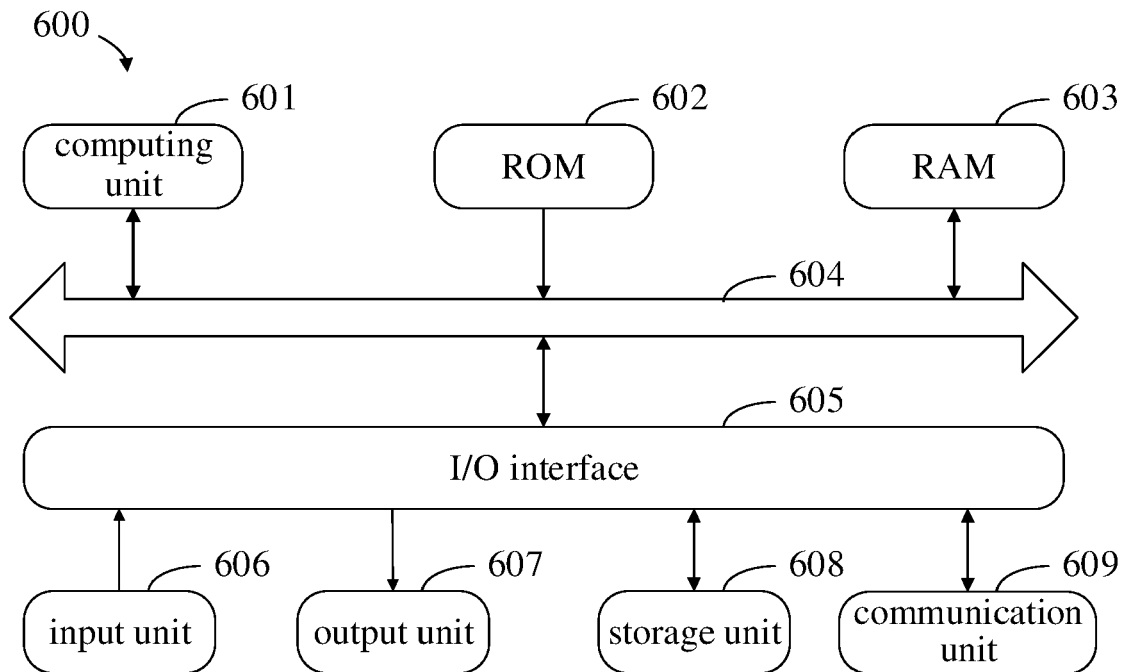 600
601
602
603
computing
unit
ROM
RAM
604
605
I/O interface
606
607
608
609
input unit
output unit
storage unit
communication
unit